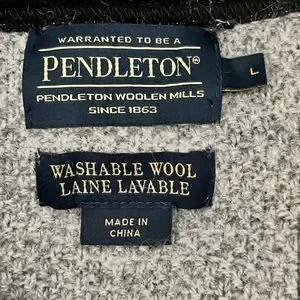 WARRANTED TO BE A
PENDLETON®
PENDLETON WOOLEN MILLS
SINCE 1863
L
WASHABLE WOOL
LAINE LAVABLE
MADE IN
CHINA